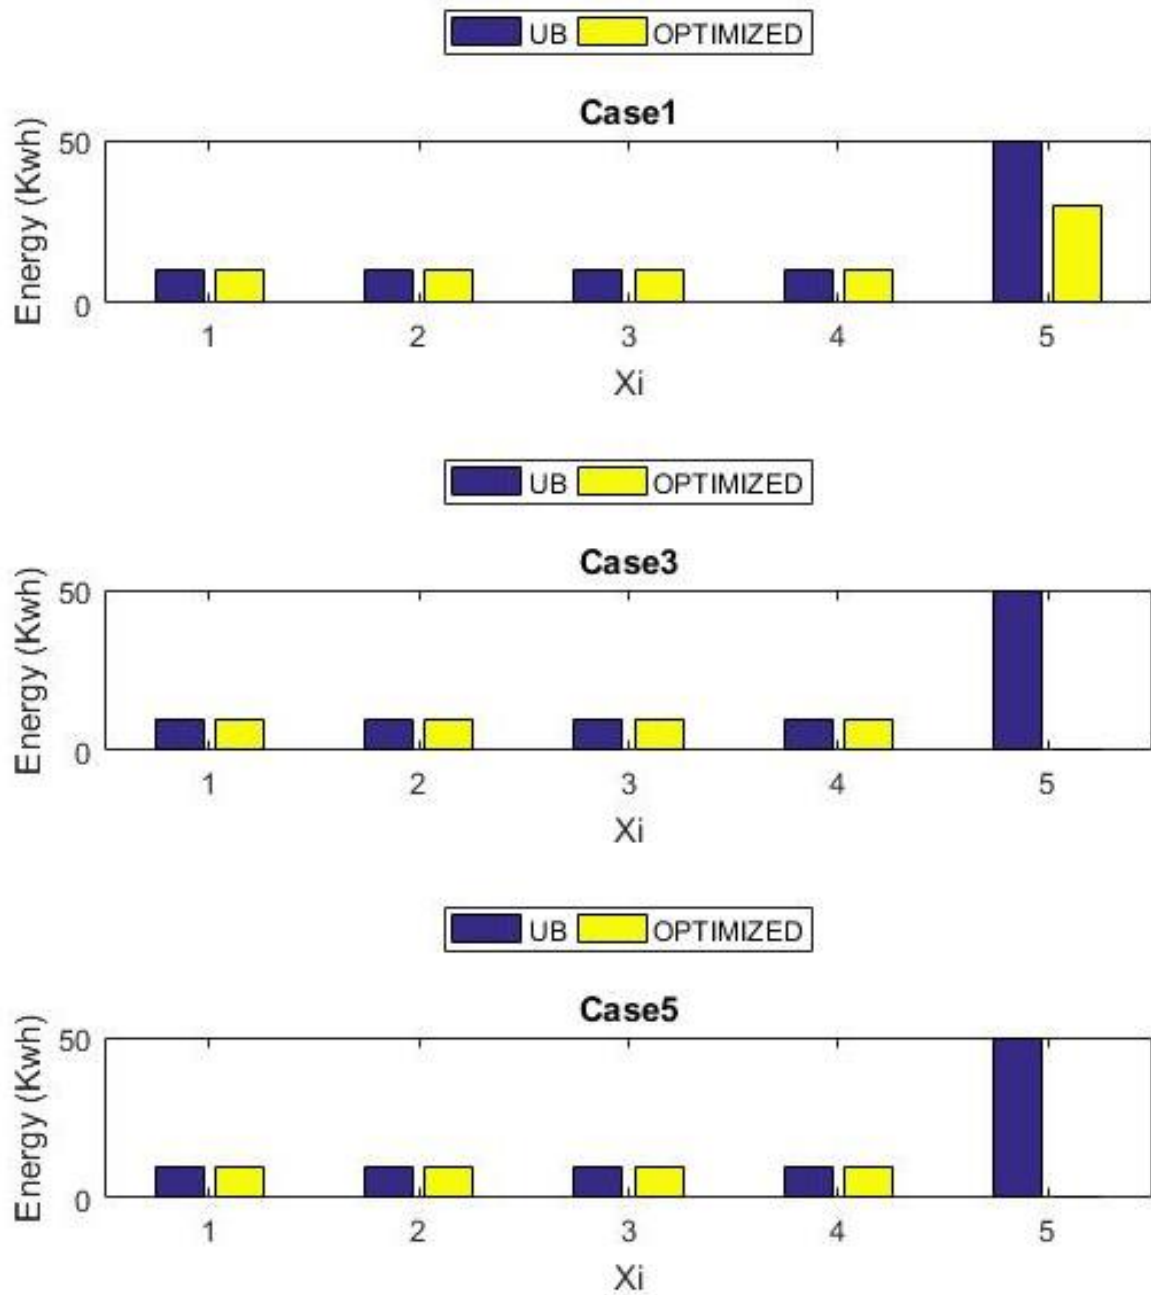 UB OPTIMIZED
Case1
Energy (Kwh)
50
0
1 2 3 4 5
Xi
UB OPTIMIZED
Case3
Energy (Kwh)
50
0
1 2 3 4 5
Xi
UB OPTIMIZED
Case5
Energy (Kwh)
50
0
1 2 3 4 5
Xi